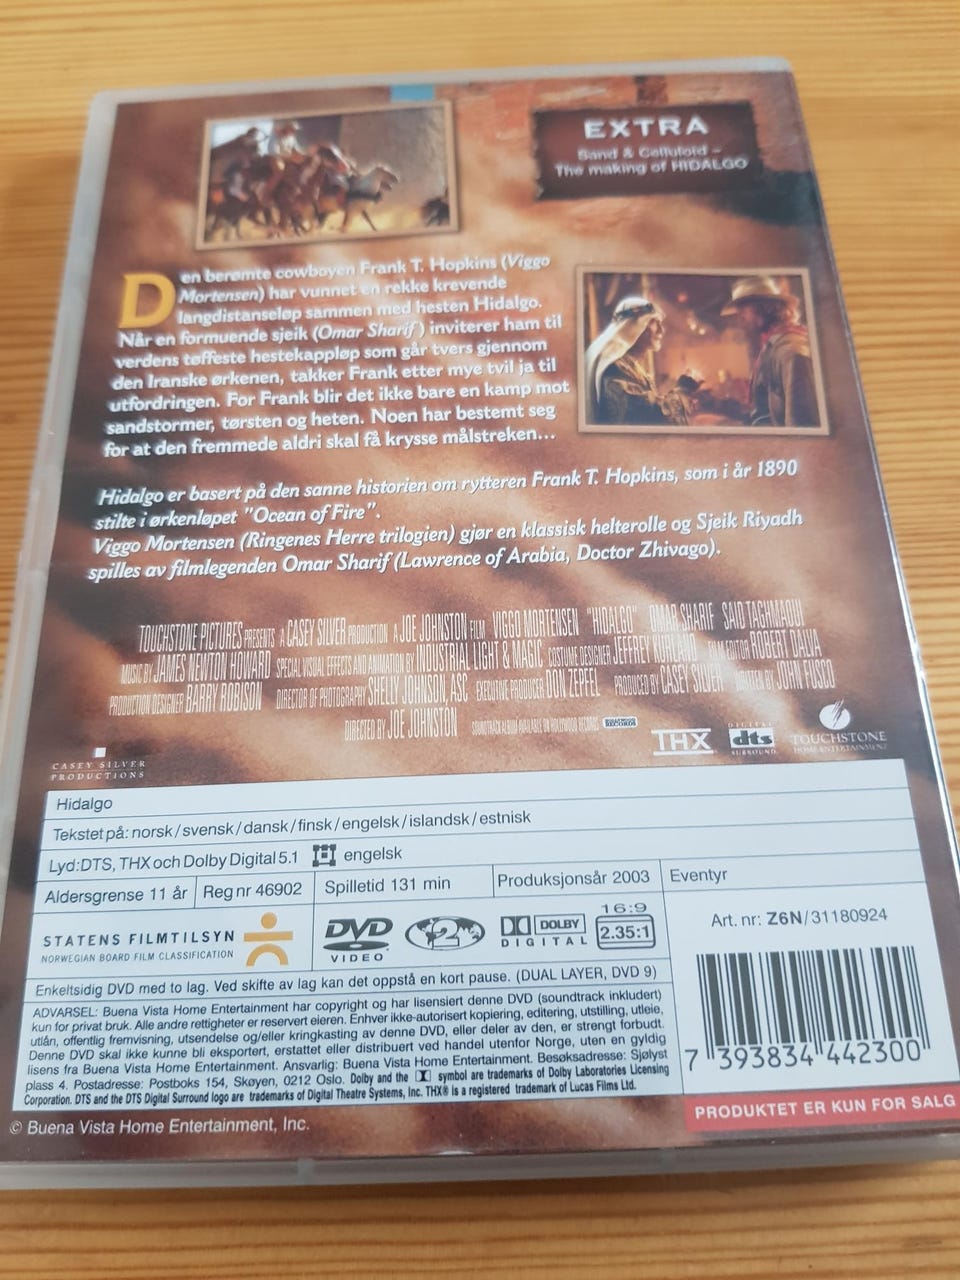 EXTRA
Sand & Celluloid –
The making of HIDALGO
Den berømte cowboyen Frank T. Hopkins (Viggo
Mortensen) har vunnet en rekke krevende
langdistanseløp sammen med hesten Hidalgo.
Når en formuende sjeik (Omar Sharif) inviterer ham til
verdens tøffeste hestekappløp som går tvers gjennom
den Iranske ørkenen, takker Frank etter mye tvil ja til
utfordringen. For Frank blir det ikke bare en kamp mot
sandstormer, tørsten og heten. Noen har bestemt seg
for at den fremmede aldri skal få krysse målstreken...
Hidalgo er basert på den sanne historien om rytteren Frank T. Hopkins, som i år 1890
stilte i ørkenløpet "Ocean of Fire".
Viggo Mortensen (Ringenes Herre trilogien) gjør en klassisk helterolle og Sjeik Riyadh
spilles av filmlegenden Omar Sharif (Lawrence of Arabia, Doctor Zhivago).
TOUCHSTONE PICTURES PRESENTS A CASEY SILVER PRODUCTION A JOE JOHNSTON FILM VIGGO MORTENSEN "HIDALGO" OMAR SHARIF SAID TAGHMAOUI
MUSIC BY JAMES NEWTON HOWARD SPECIAL VISUAL EFFECTS AND ANIMATION BY INDUSTRIAL LIGHT & MAGIC COSTUME DESIGNER JEFFREY KURLAND FILM EDITOR ROBERT DALVA
PRODUCTION DESIGNER BARRY ROBISON DIRECTOR OF PHOTOGRAPHY SHELLY JOHNSON, ASC EXECUTIVE PRODUCER DON ZEPFEL PRODUCED BY CASEY SILVER WRITTEN BY JOHN FUSCO
DIRECTED BY JOE JOHNSTON SOUNDTRACK ALBUM AVAILABLE ON HOLLYWOOD RECORDS HOLLYWOOD RECORDS
CASEY SILVER
PRODUCTIONS
THX
DIGITAL
dts
SURROUND
TOUCHSTONE
HOME ENTERTAINMENT
Hidalgo
Tekstet på: norsk/svensk/dansk/finsk/engelsk/islandsk/estnisk
Lyd:DTS, THX och Dolby Digital 5.1 engelsk
Aldersgrense 11 år Reg nr 46902 Spilletid 131 min Produksjonsår 2003 Eventyr
STATENS FILMTILSYN
NORWEGIAN BOARD FILM CLASSIFICATION
DVD
VIDEO
2
DOLBY
DIGITAL
16:9
2.35:1
Art. nr: Z6N/31180924
Enkeltsidig DVD med to lag. Ved skifte av lag kan det oppstå en kort pause. (DUAL LAYER, DVD 9)
ADVARSEL: Buena Vista Home Entertainment har copyright og har lisensiert denne DVD (soundtrack inkludert)
kun for privat bruk. Alle andre rettigheter er reservert eieren. Enhver ikke-autorisert kopiering, editering, utstilling, utleie,
utlån, offentlig fremvisning, utsendelse og/eller kringkasting av denne DVD, eller deler av den, er strengt forbudt.
Denne DVD skal ikke kunne bli eksportert, erstattet eller distribuert ved handel utenfor Norge, uten en gyldig
lisens fra Buena Vista Home Entertainment. Ansvarlig: Buena Vista Home Entertainment. Besøksadresse: Sjølyst
plass 4. Postadresse: Postboks 154, Skøyen, 0212 Oslo. Dolby and the symbol are trademarks of Dolby Laboratories Licensing
Corporation. DTS and the DTS Digital Surround logo are trademarks of Digital Theatre Systems, Inc. THX® is a registered trademark of Lucas Films Ltd.
7 393834 442300
PRODUKTET ER KUN FOR SALG
© Buena Vista Home Entertainment, Inc.